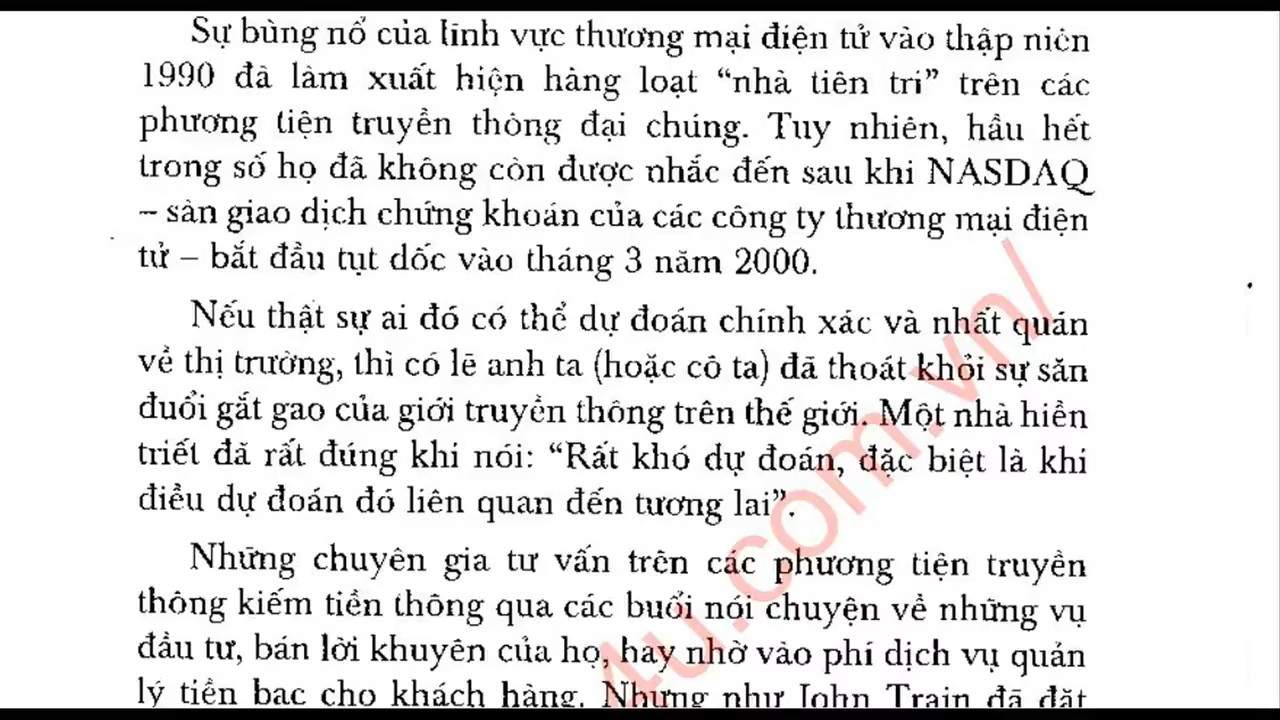 Sự bùng nổ của lĩnh vực thương mại điện tử vào thập niên
1990 đã làm xuất hiện hàng loạt “nhà tiên tri” trên các
phương tiện truyền thông đại chúng. Tuy nhiên, hầu hết
trong số họ đã không còn được nhắc đến sau khi NASDAQ
– sàn giao dịch chứng khoán của các công ty thương mại điện
tử – bắt đầu tụt dốc vào tháng 3 năm 2000.
Nếu thật sự ai đó có thể dự đoán chính xác và nhất quán
về thị trường, thì có lẽ anh ta (hoặc cô ta) đã thoát khỏi sự săn
đuổi gắt gao của giới truyền thông trên thế giới. Một nhà hiền
triết đã rất đúng khi nói: “Rất khó dự đoán, đặc biệt là khi
điều dự đoán đó liên quan đến tương lai”.
Những chuyên gia tư vấn trên các phương tiện truyền
thông kiếm tiền thông qua các buổi nói chuyện về những vụ
đầu tư, bán lời khuyên của họ, hay nhờ vào phí dịch vụ quản
lý tiền bạc cho khách hàng. Nhưng như John Train đã đặt
4u.com.vn/